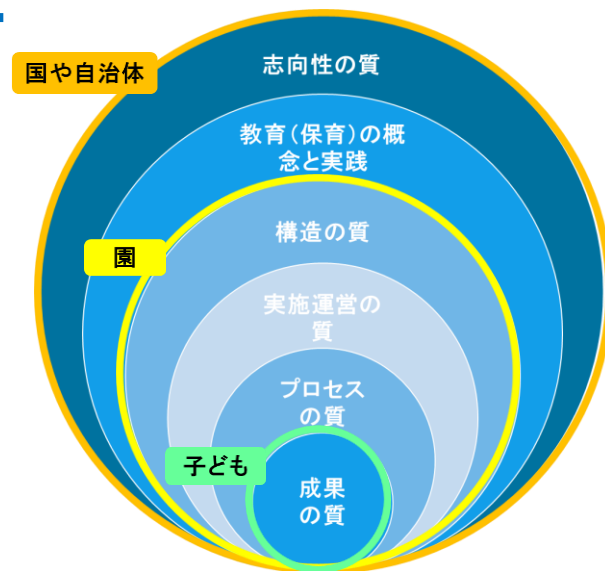 志向性の質
国や自治体
教育(保育)の概
念と実践
構造の質
園
実施運営の
質
プロセス
の質
子ども
成果
の質